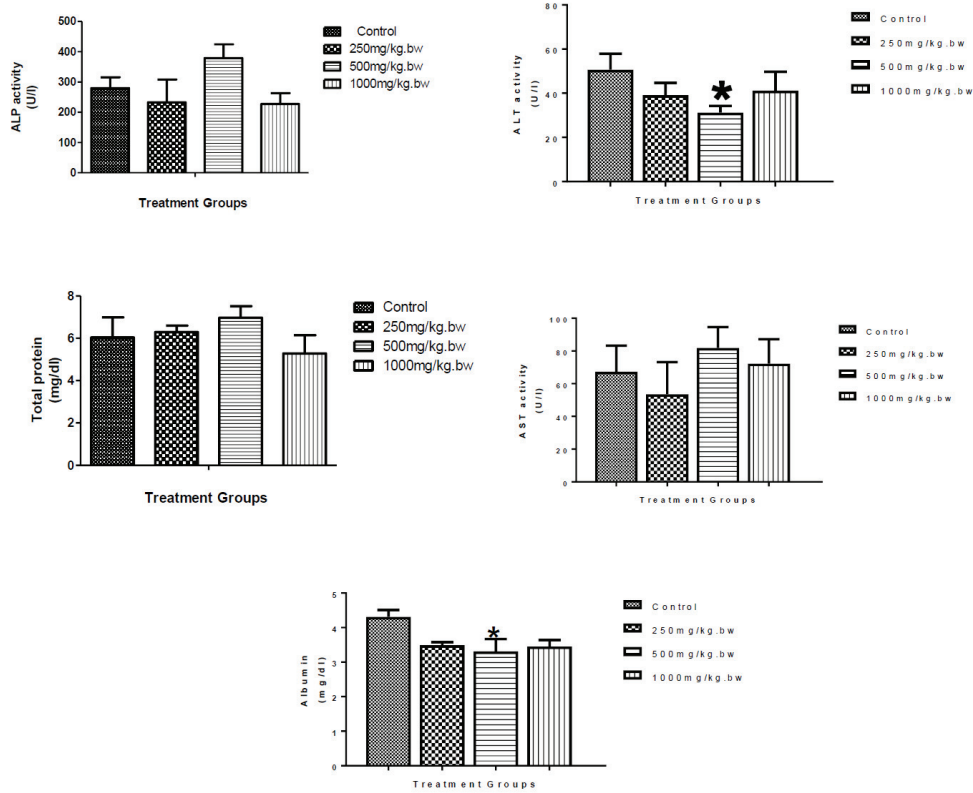 500
400
300
200
100
0
ALP activity
(U/l)
Treatment Groups
Control
250mg/kg.bw
500mg/kg.bw
1000mg/kg.bw
80
60
40
20
0
ALT activity
(U/l)
*
Treatment Groups
Control
250mg/kg.bw
500mg/kg.bw
1000mg/kg.bw
8
6
4
2
0
Total protein
(mg/dl)
Treatment Groups
Control
250mg/kg.bw
500mg/kg.bw
1000mg/kg.bw
100
80
60
40
20
0
AST activity
(U/l)
Treatment Groups
Control
250mg/kg.bw
500mg/kg.bw
1000mg/kg.bw
5
4
3
2
1
0
Albumin
(mg/dl)
*
Treatment Groups
Control
250mg/kg.bw
500mg/kg.bw
1000mg/kg.bw